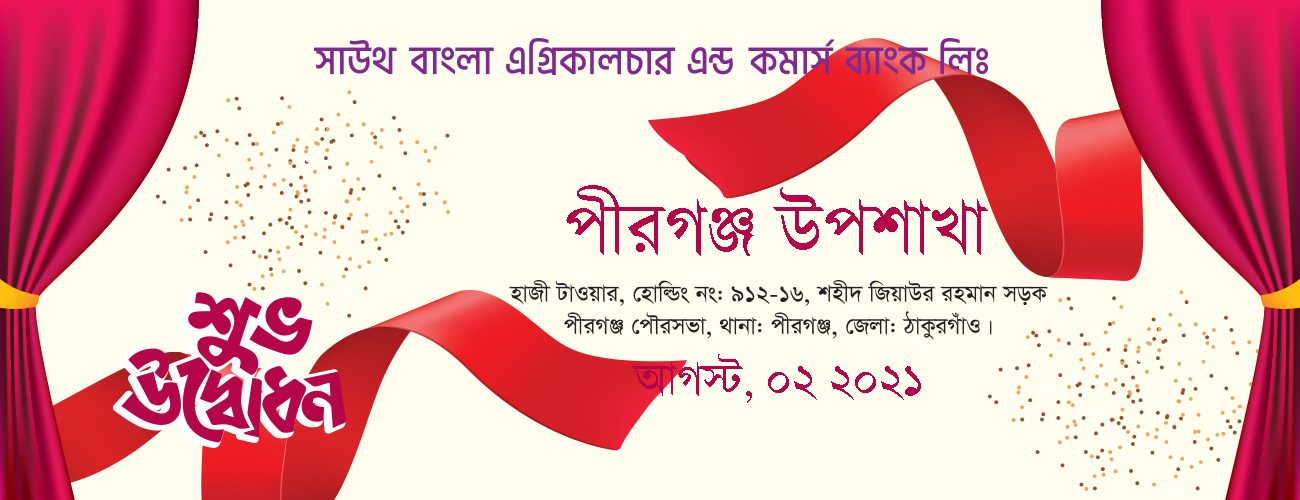 সাউথ বাংলা এগ্রিকালচার এন্ড কমার্স ব্যাংক লিঃ
পীরগঞ্জ উপশাখা
হাজী টাওয়ার, হোল্ডিং নং: ৯১২-১৬, শহীদ জিয়াউর রহমান সড়ক
পীরগঞ্জ পৌরসভা, থানা: পীরগঞ্জ, জেলা: ঠাকুরগাঁও।
আগস্ট, ০২ ২০২১
শুভ
উদ্বোধন